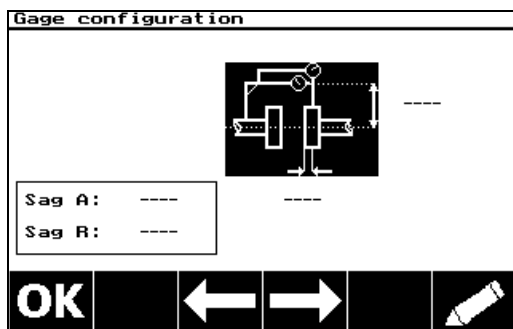 Gage configuration
----
Sag A: ---- ----
Sag R: ----
OK